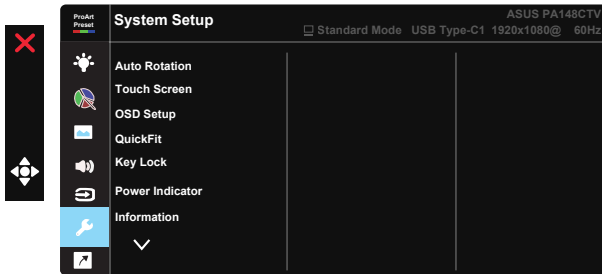 ProArt
Preset
System Setup
ASUS PA148CTV
Standard Mode USB Type-C1 1920x1080@ 60Hz
Auto Rotation
Touch Screen
OSD Setup
QuickFit
Key Lock
Power Indicator
Information